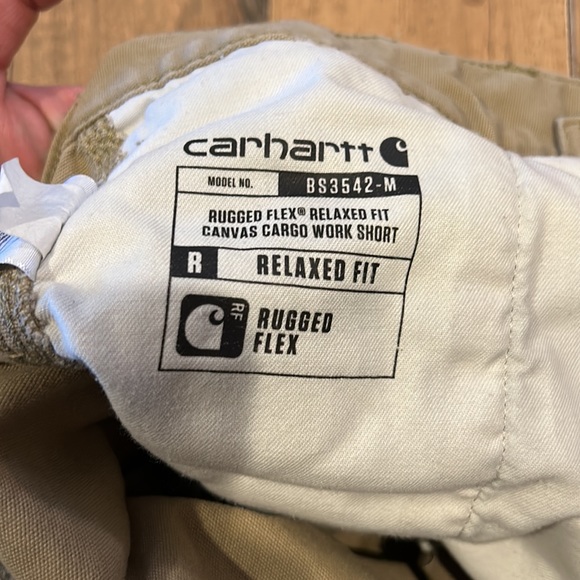 carhartt
MODEL NO. BS3542-M
RUGGED FLEX® RELAXED FIT
CANVAS CARGO WORK SHORT
R RELAXED FIT
RF RUGGED
FLEX